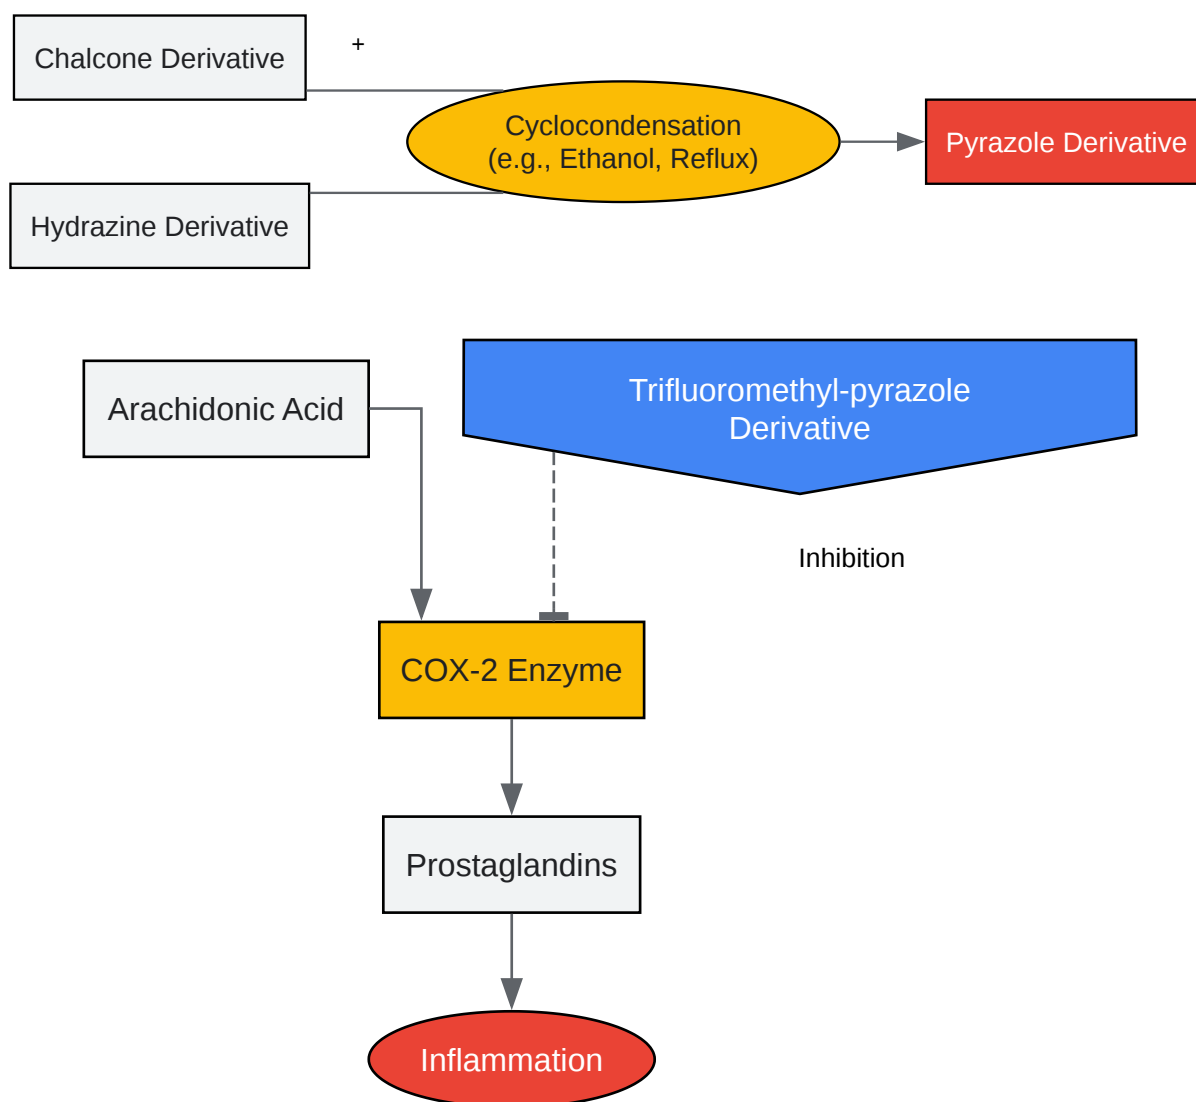 Chalcone Derivative
+
Cyclocondensation
(e.g., Ethanol, Reflux)
Pyrazole Derivative
Hydrazine Derivative
Arachidonic Acid
Trifluoromethyl-pyrazole
Derivative
Inhibition
COX-2 Enzyme
Prostaglandins
Inflammation